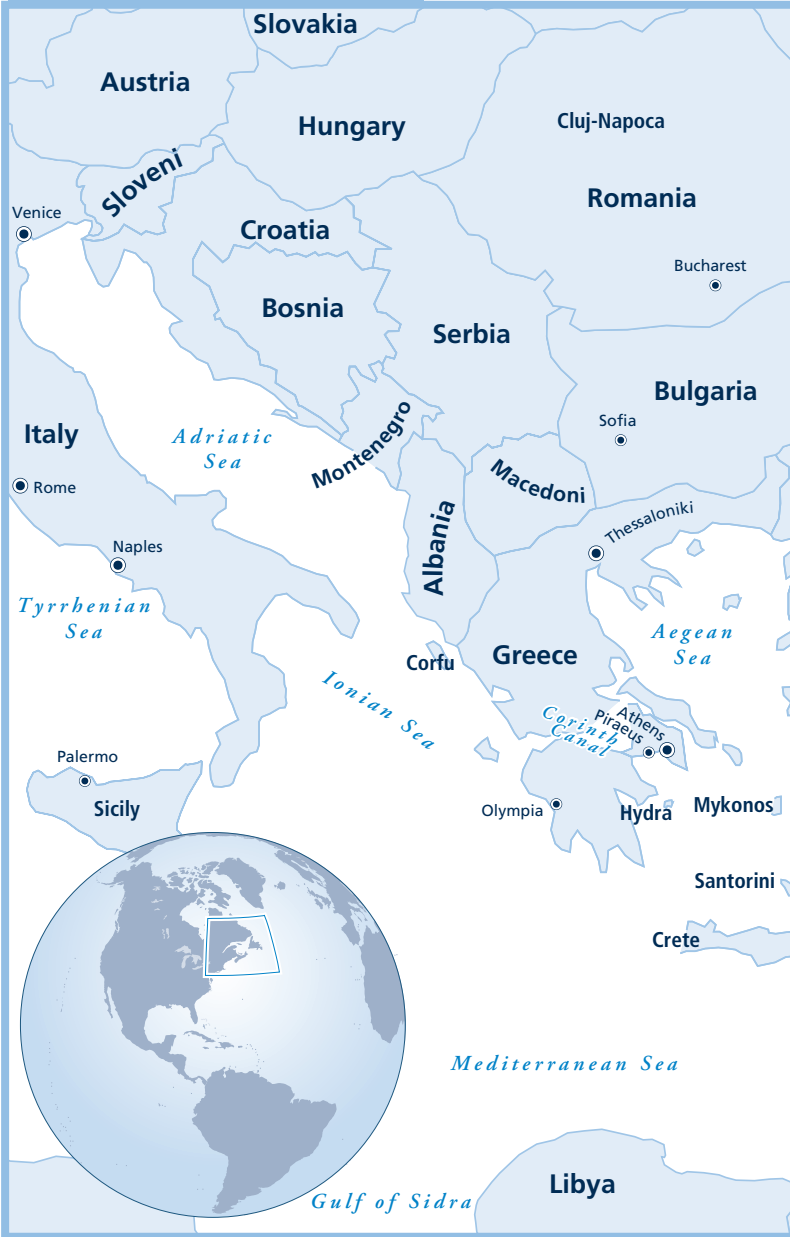 Slovakia
Austria
Hungary
Cluj-Napoca
Sloveni
Romania
Venice
Croatia
Bucharest
Bosnia
Serbia
Bulgaria
Sofia
Italy
Adriatic
Sea
Montenegro
Macedoni
Rome
Thessaloniki
Albania
Naples
Tyrrhenian
Sea
Aegean
Sea
Corfu
Greece
Ionian Sea
Corinth
Canal
Athens
Piraeus
Palermo
Sicily
Olympia
Hydra
Mykonos
Santorini
Crete
Mediterranean Sea
Libya
Gulf of Sidra